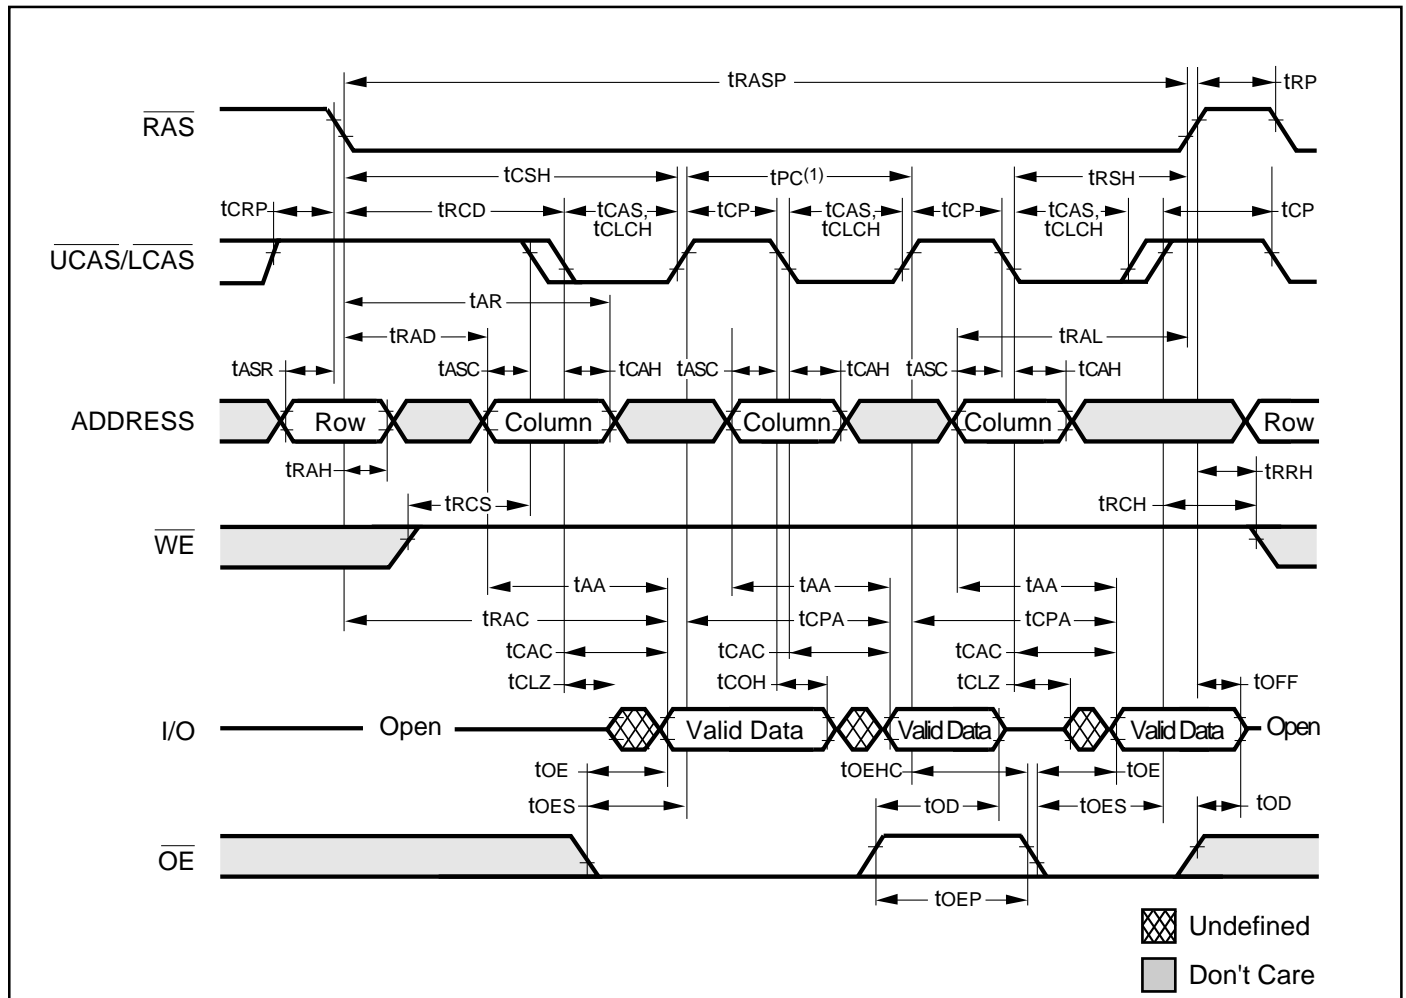 tRASP tRP
RAS
tCSH tPC(1) tRSH
tCRP tRCD tCAS, tCP tCAS, tCP tCAS, tCP
tCLCH tCLCH tCLCH
UCAS/LCAS
tAR
tRAD tRAL
tASR tASC tCAH tASC tCAH tASC tCAH
ADDRESS Row Column Column Column Row
tRAH tRRH
tRCS tRCH
WE
tAA tAA tAA
tRAC tCPA tCPA
tCAC tCAC tCAC
tCLZ tCOH tCLZ tOFF
I/O Open Valid Data Valid Data Valid Data Open
tOE tOEHC tOE
tOES tOD tOES tOD
OE
tOEP
Undefined
Don't Care